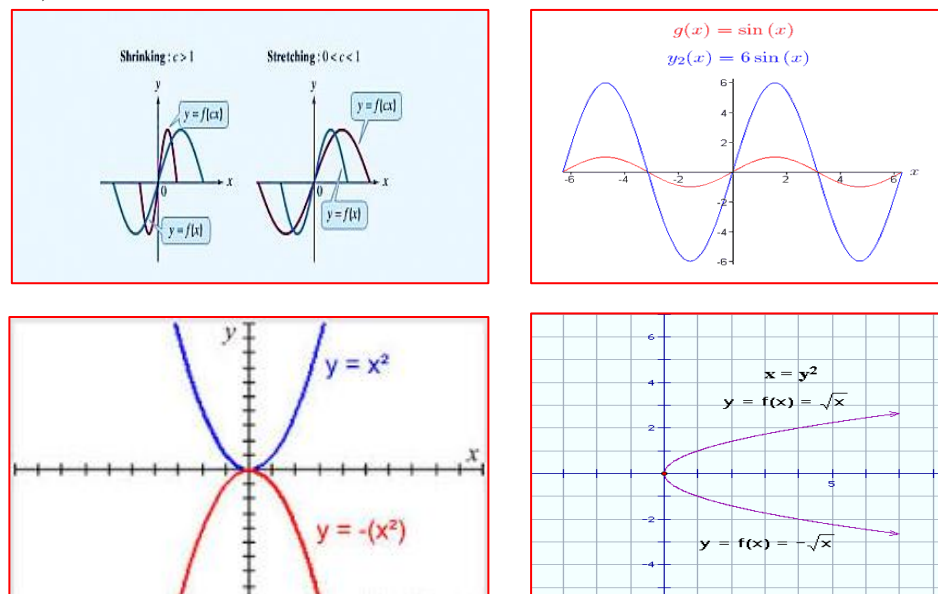 Shrinking : c > 1
Stretching : 0 < c < 1
y
y = f(cx)
x
0
y = f(x)
y
y = f(cx)
x
0
y = f(x)
g(x) = sin (x)
y₂(x) = 6 sin (x)
6
4
2
-6 -4 -2 0 2 4 6 x
-2
-4
-6
y
y = x²
x
y = -(x²)
6
x = y²
4
y = f(x) = √x
2
5
-2
y = f(x) = -√x
-4